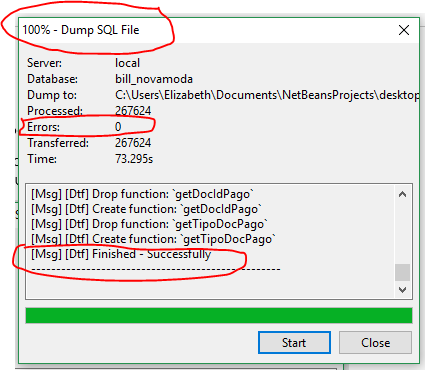 100% - Dump SQL File
Server: local
Database: bill_novamoda
Dump to: C:\Users\Elizabeth\Documents\NetBeansProjects\desktop
Processed: 267624
Errors: 0
Transferred: 267624
Time: 73.295s
[Msg] [Dtf] Drop function: `getDocIdPago`
[Msg] [Dtf] Create function: `getDocIdPago`
[Msg] [Dtf] Drop function: `getTipoDocPago`
[Msg] [Dtf] Create function: `getTipoDocPago`
[Msg] [Dtf] Finished - Successfully
--------------------------------------------------
Start Close